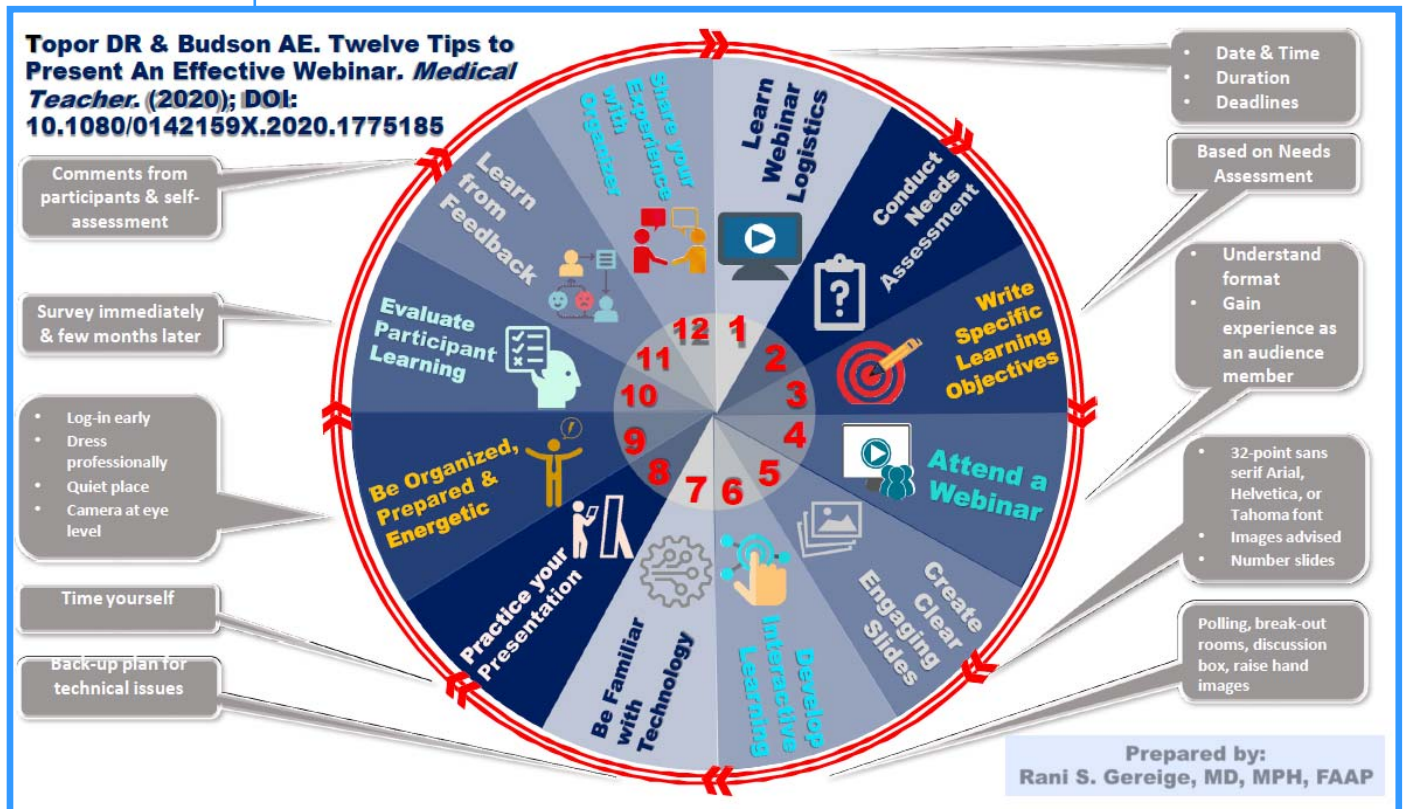 Topor DR & Budson AE. Twelve Tips to
Present An Effective Webinar. Medical
Teacher. (2020); DOI:
10.1080/0142159X.2020.1775185
Learn
Webinar
Logistics
1
Conduct
Needs
Assessment
2
Write
Specific
Learning
Objectives
3
Attend a
Webinar
4
Create
Clear
Engaging
Slides
5
Develop
Interactive
Learning
6
Be Familiar
with
Technology
7
Practice your
Presentation
8
Be Organized,
Prepared &
Energetic
9
Evaluate
Participant
Learning
10
Learn
from
Feedback
11
Share your
Experience
with
Organizer
12
• Date & Time
• Duration
• Deadlines
Based on Needs
Assessment
• Understand
format
• Gain
experience as
an audience
member
• 32-point sans
serif Arial,
Helvetica, or
Tahoma font
• Images advised
• Number slides
Polling, break-out
rooms, discussion
box, raise hand
images
Back-up plan for
technical issues
Time yourself
• Log-in early
• Dress
professionally
• Quiet place
• Camera at eye
level
Survey immediately
& few months later
Comments from
participants & self-
assessment
Prepared by:
Rani S. Gereige, MD, MPH, FAAP